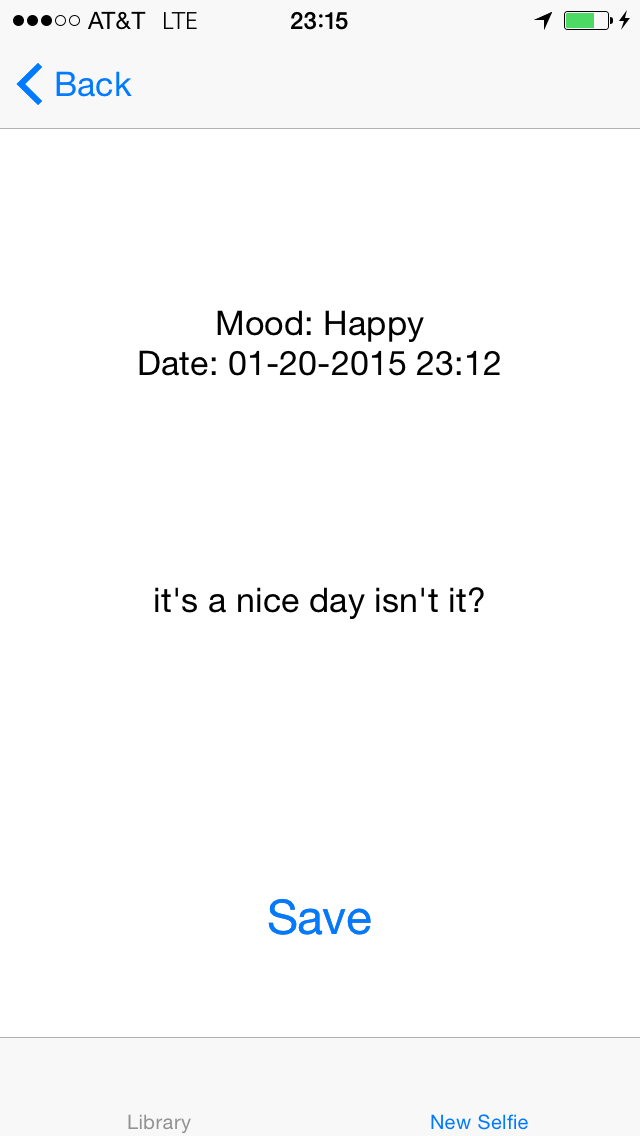 AT&T LTE 23:15
Back
Mood: Happy
Date: 01-20-2015 23:12
it's a nice day isn't it?
Save
Library New Selfie